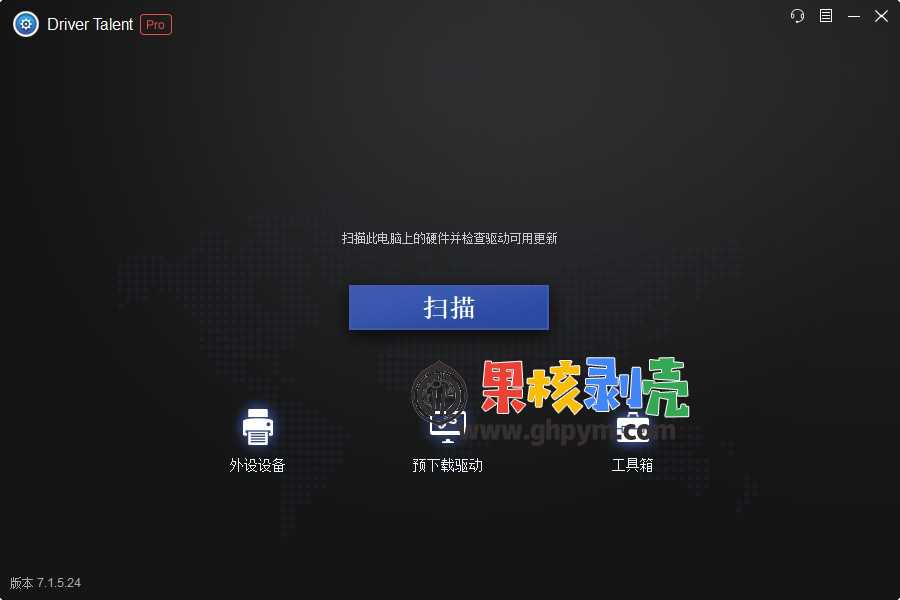 Driver Talent Pro
扫描此电脑上的硬件并检查驱动可用更新
扫描
果核剥壳
www.ghpym.com
外设设备 预下载驱动 工具箱
版本 7.1.5.24